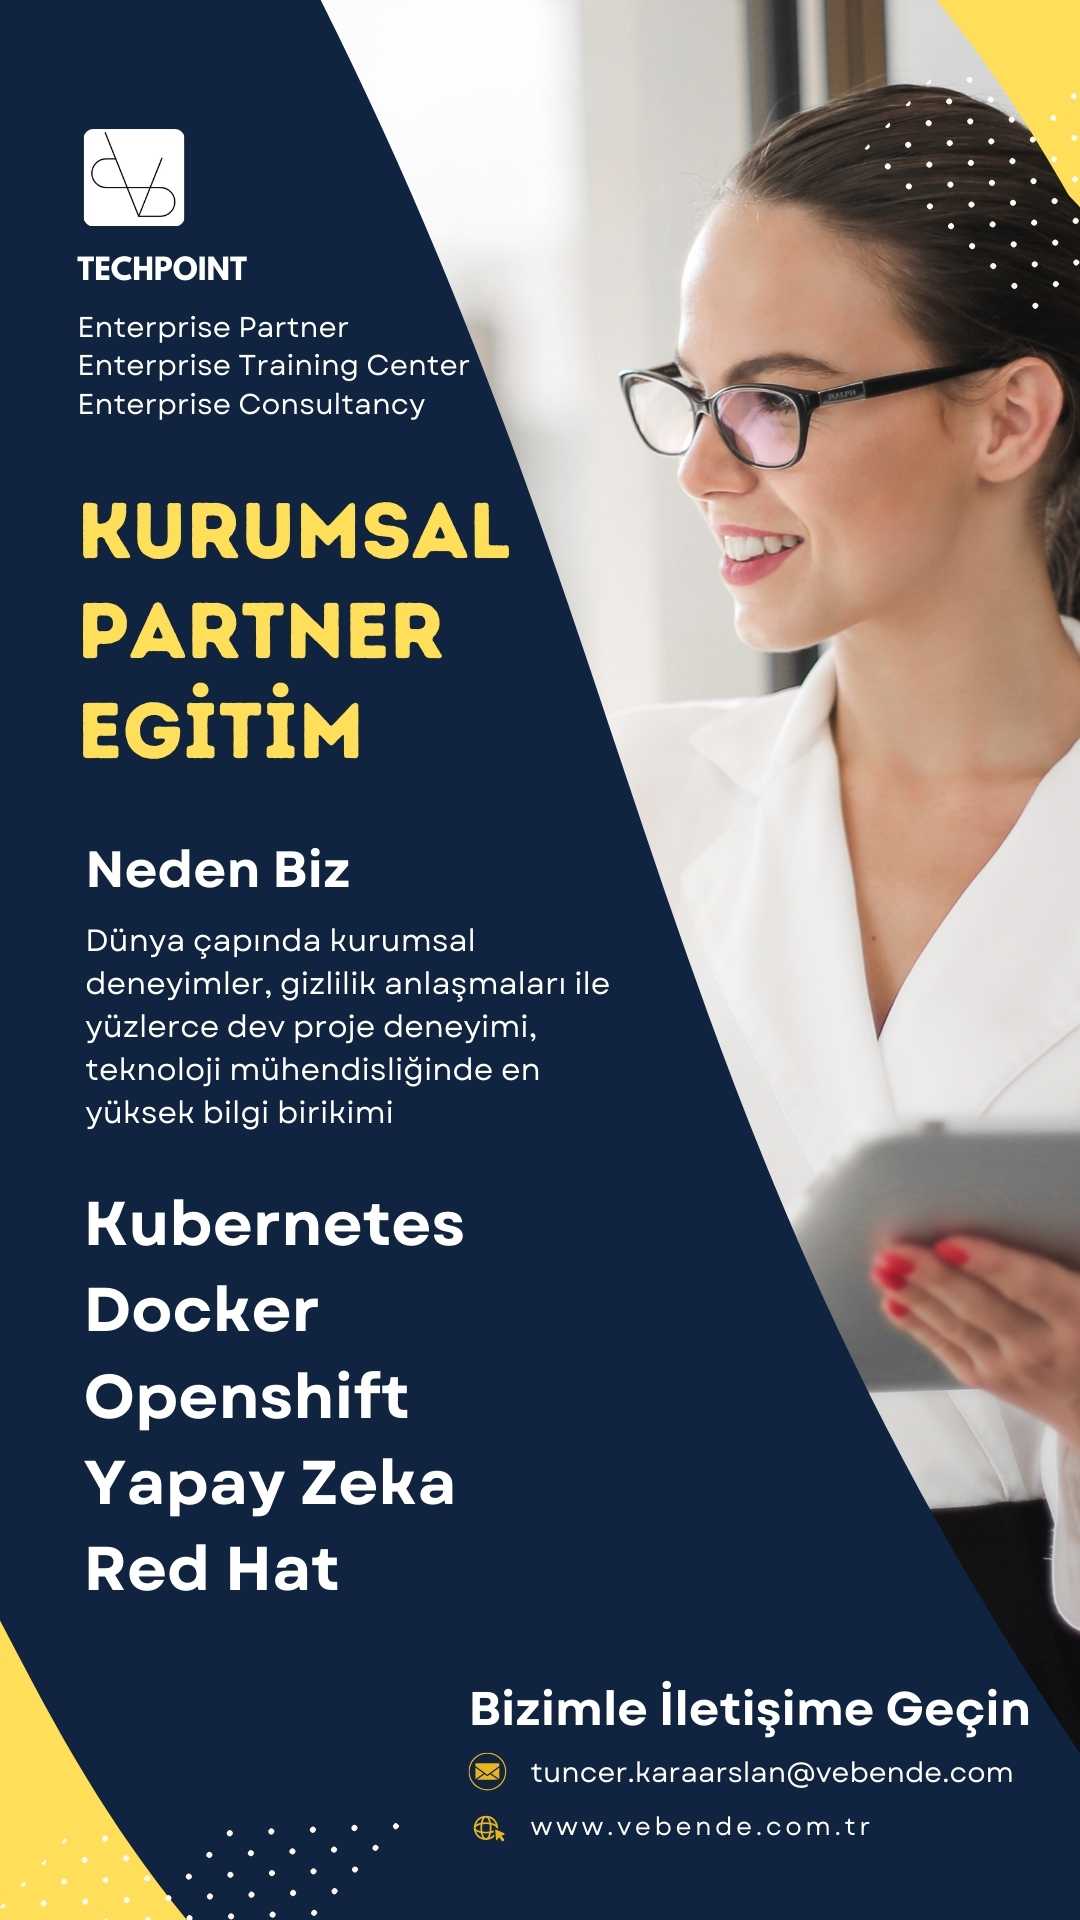 TECHPOINT
Enterprise Partner
Enterprise Training Center
Enterprise Consultancy
KURUMSAL
PARTNER
EGİTİM
Neden Biz
Dünya çapında kurumsal
deneyimler, gizlilik anlaşmaları ile
yüzlerce dev proje deneyimi,
teknoloji mühendisliğinde en
yüksek bilgi birikimi
Kubernetes
Docker
Openshift
Yapay Zeka
Red Hat
Bizimle İletişime Geçin
tuncer.karaarslan@vebende.com
www.vebende.com.tr
RALPH